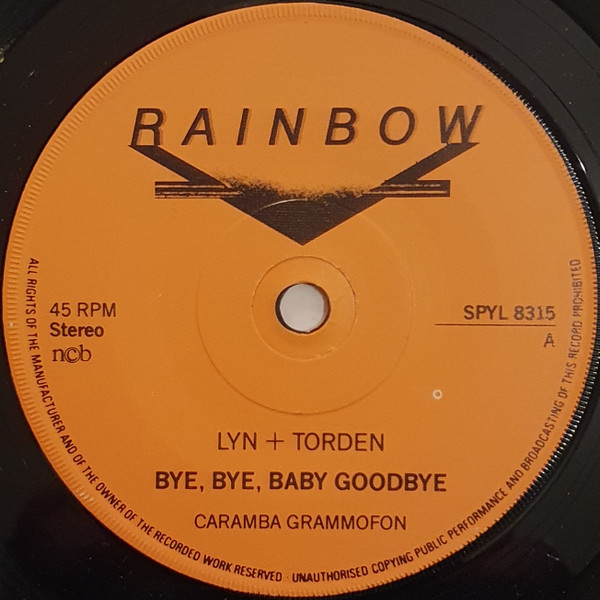 RAINBOW
45 RPM
Stereo
ncb
SPYL 8315
A
LYN + TORDEN
BYE, BYE, BABY GOODBYE
CARAMBA GRAMMOFON
ALL RIGHTS OF THE MANUFACTURER AND OF THE OWNER OF THE RECORDED WORK RESERVED · UNAUTHORISED COPYING PUBLIC PERFORMANCE AND BROADCASTING OF THIS RECORD PROHIBITED